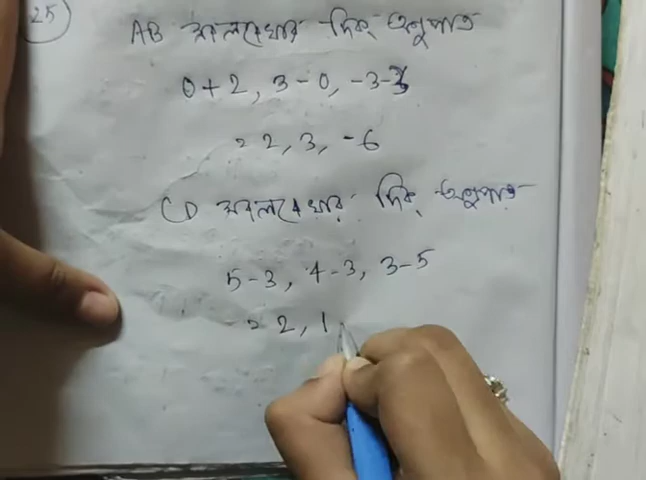 25
AB সরলরেখার দিক্ অনুপাত
0+2, 3-0, -3-3
= 2, 3, -6
CD সরলরেখার দিক্ অনুপাত
5-3, 4-3, 3-5
= 2, 1